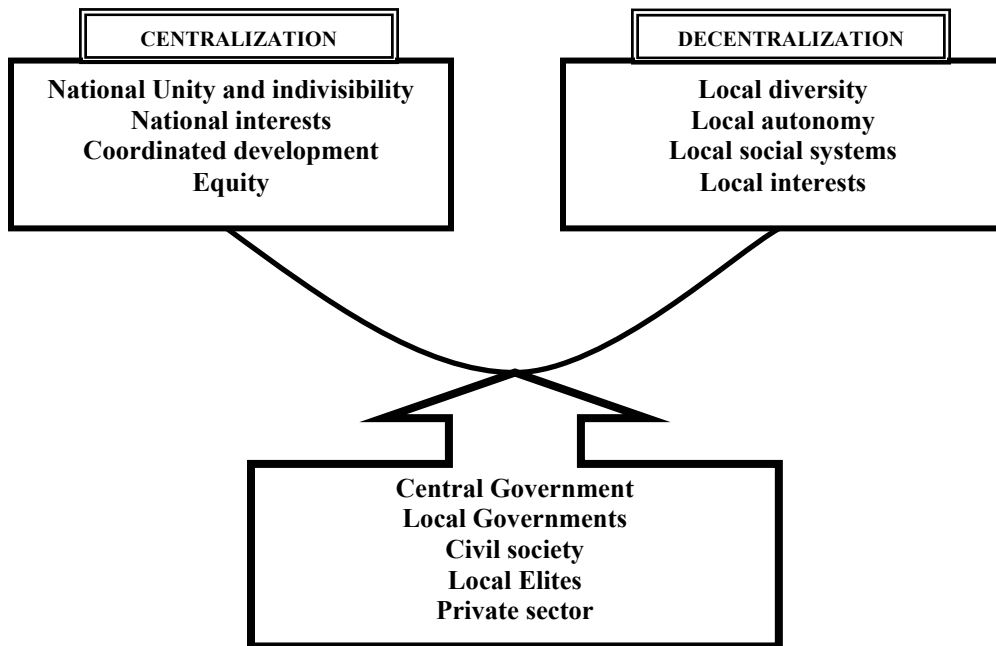 CENTRALIZATION
National Unity and indivisibility
National interests
Coordinated development
Equity
DECENTRALIZATION
Local diversity
Local autonomy
Local social systems
Local interests
Central Government
Local Governments
Civil society
Local Elites
Private sector